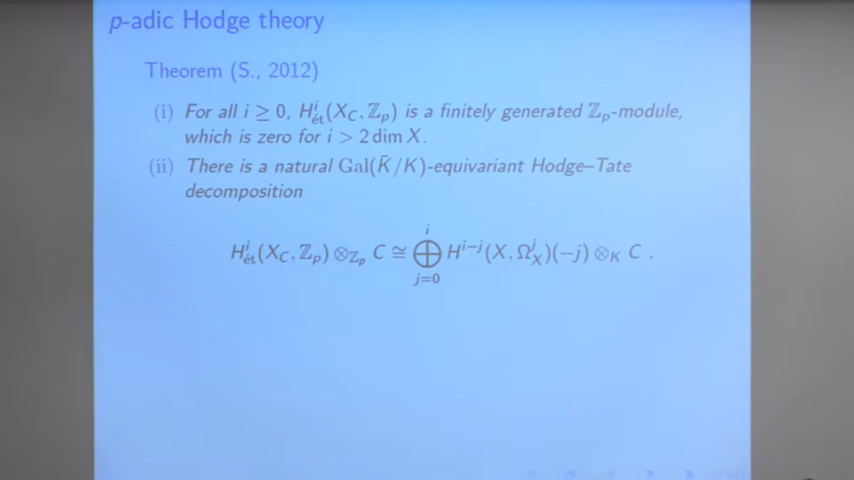 p-adic Hodge theory
Theorem (S., 2012)
(i) For all i ≥ 0, H^i_ét(X_C, ℤ_p) is a finitely generated ℤ_p-module,
which is zero for i > 2 dim X.
(ii) There is a natural Gal(K̄/K)-equivariant Hodge–Tate
decomposition
H^i_ét(X_C, ℤ_p) ⊗_{ℤ_p} C ≅ ⨁_{j=0}^{i} H^{i−j}(X, Ω^j_X)(−j) ⊗_K C .